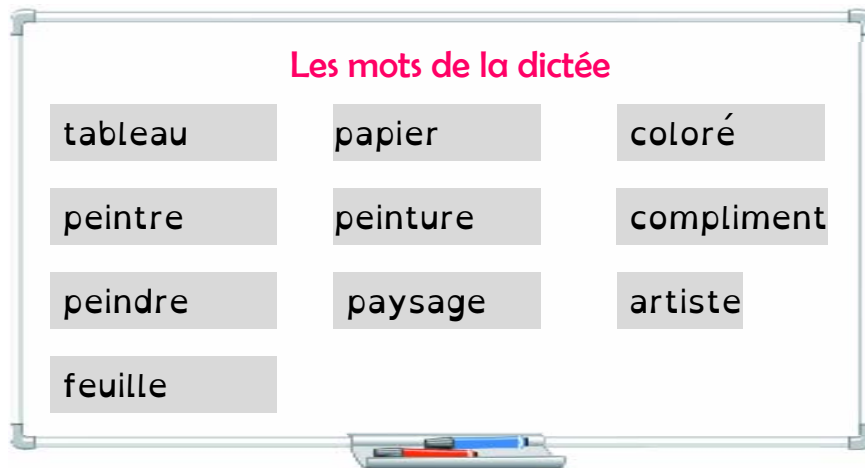 Les mots de la dictée
tableau papier coloré
peintre peinture compliment
peindre paysage artiste
feuille